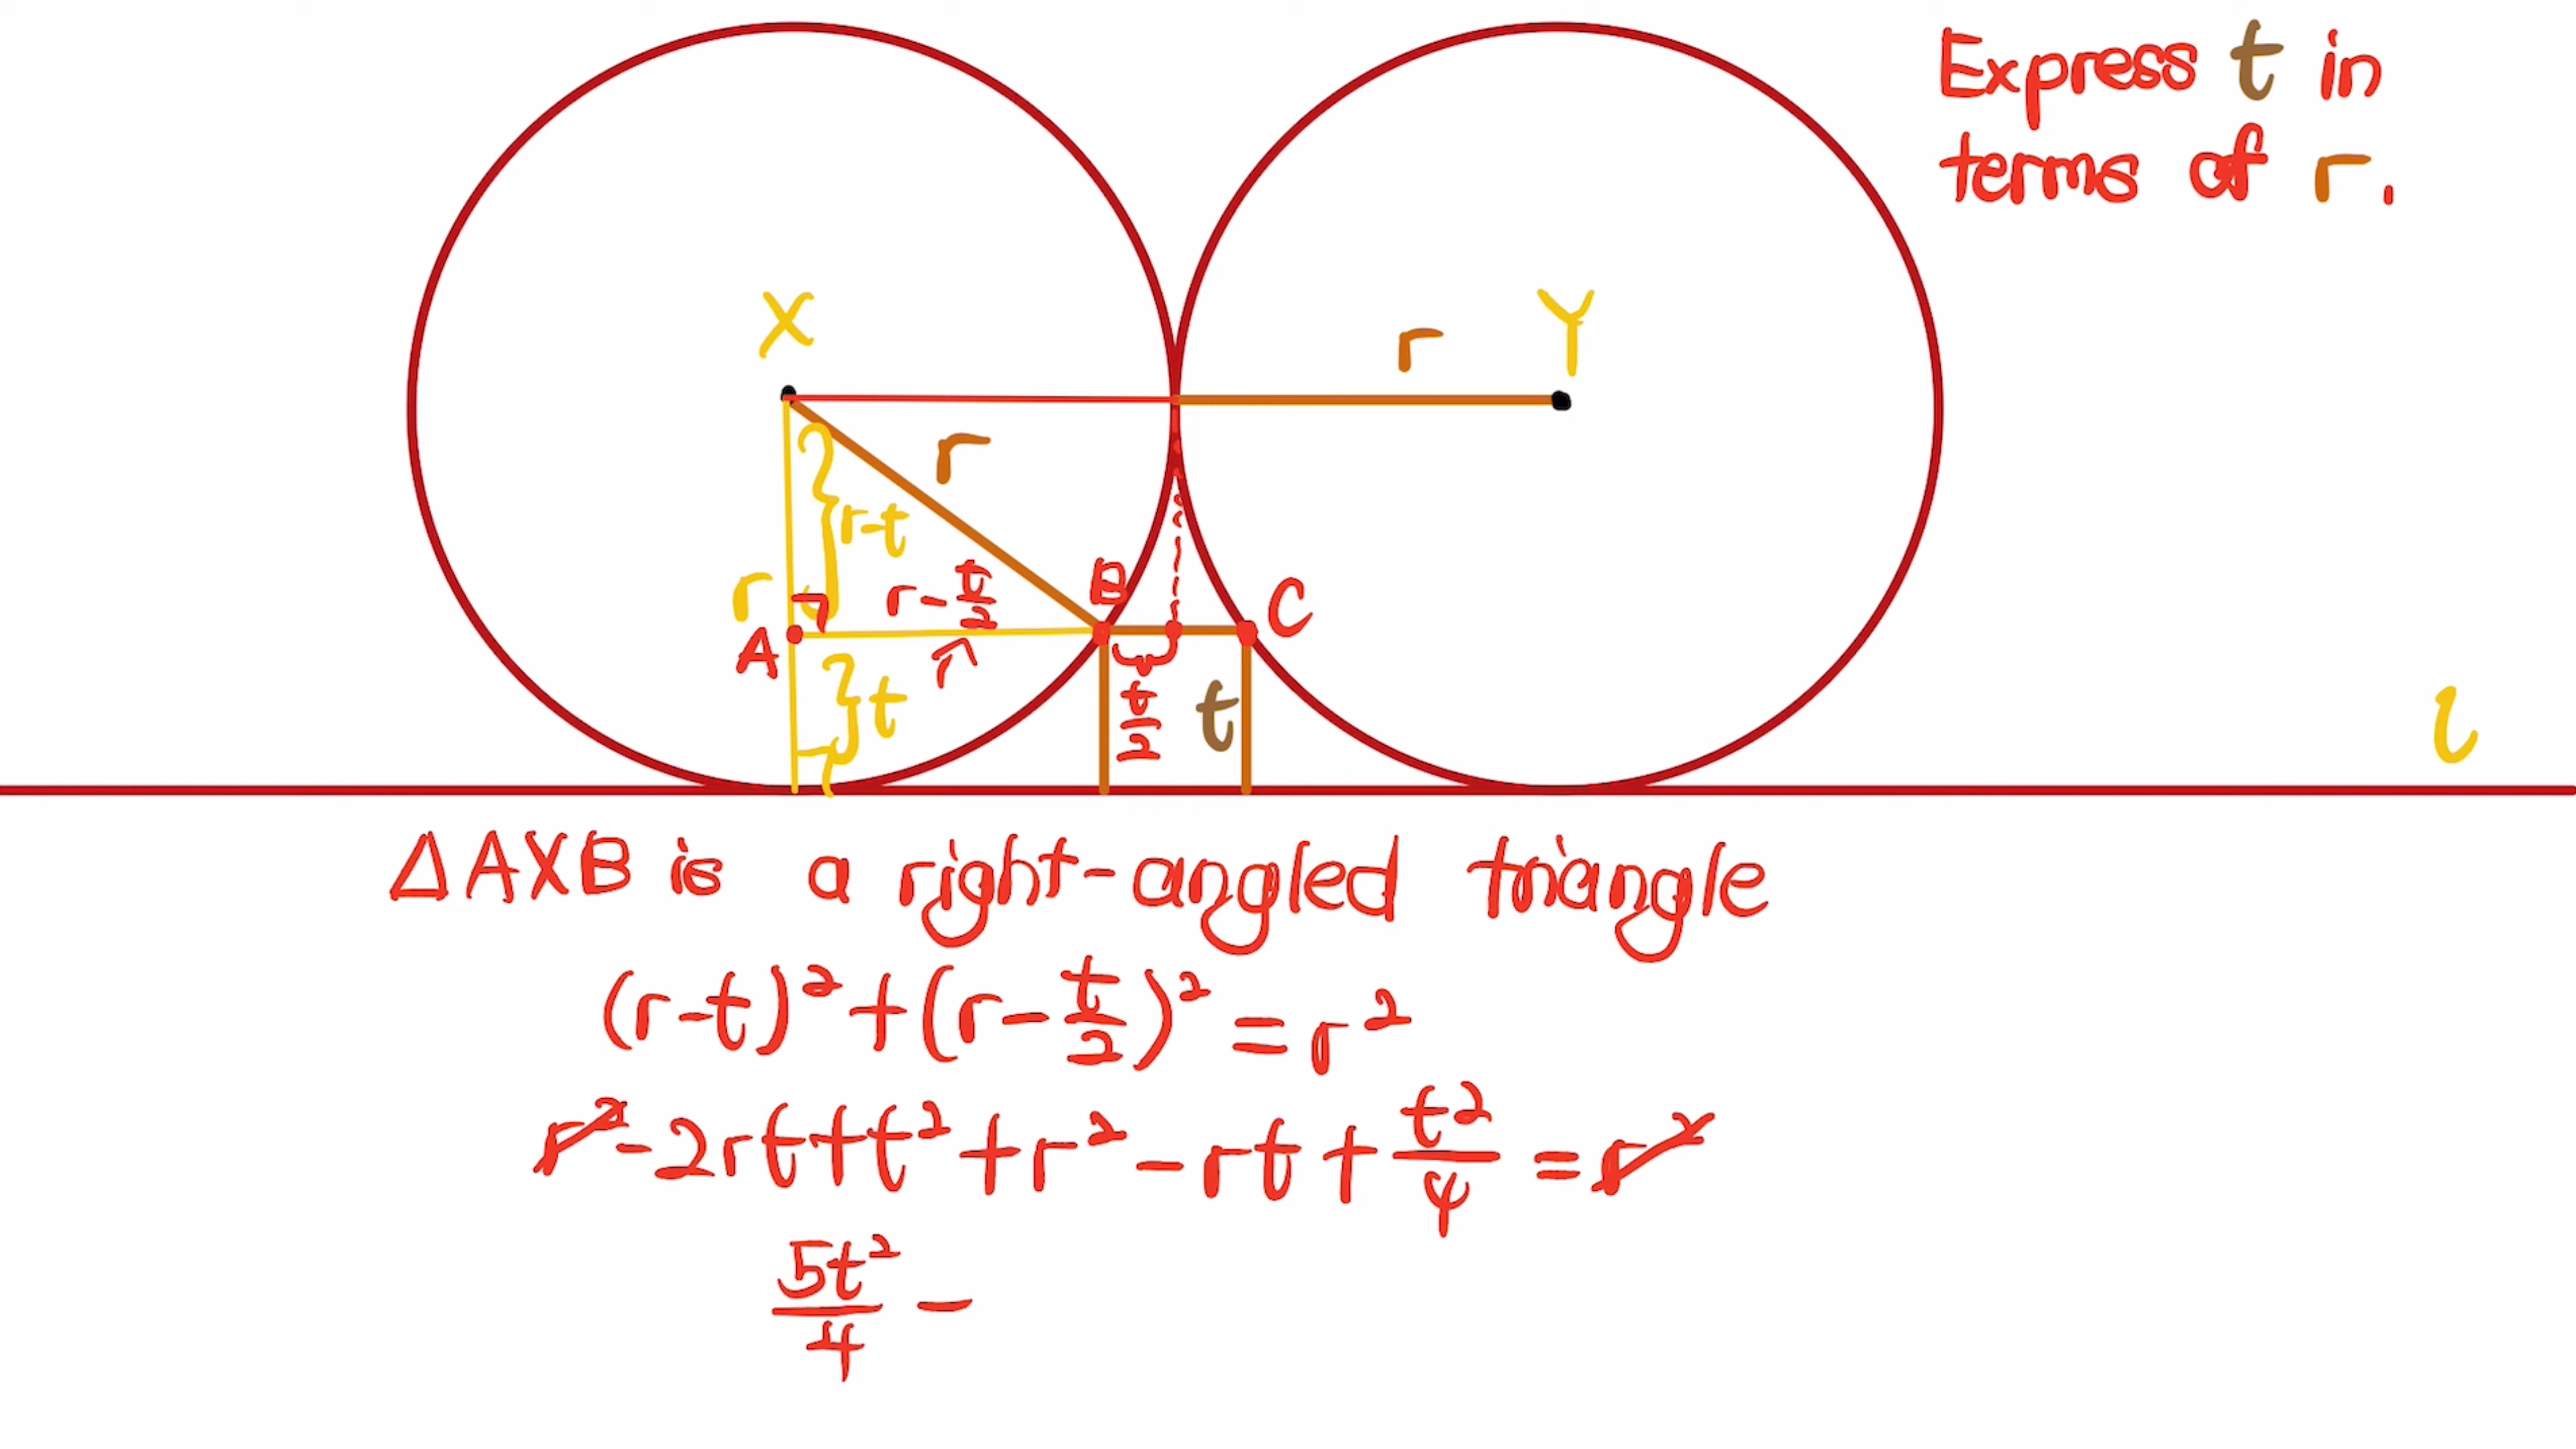 Express t in
terms of r.
X
Y
r
r
r-t
r
r-t/2
B
C
A
t
t/2
t
l
ΔAXB is a right-angled triangle
(r-t)²+(r-t/2)²=r²
r²-2rt+t²+r²-rt+t²/4=r²
5t²/4-